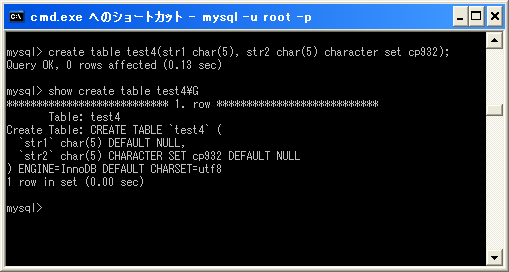 cmd.exe へのショートカット - mysql -u root -p
mysql> create table test4(str1 char(5), str2 char(5) character set cp932);
Query OK, 0 rows affected (0.13 sec)
mysql> show create table test4¥G
*************************** 1. row ***************************
Table: test4
Create Table: CREATE TABLE `test4` (
`str1` char(5) DEFAULT NULL,
`str2` char(5) CHARACTER SET cp932 DEFAULT NULL
) ENGINE=InnoDB DEFAULT CHARSET=utf8
1 row in set (0.00 sec)
mysql>